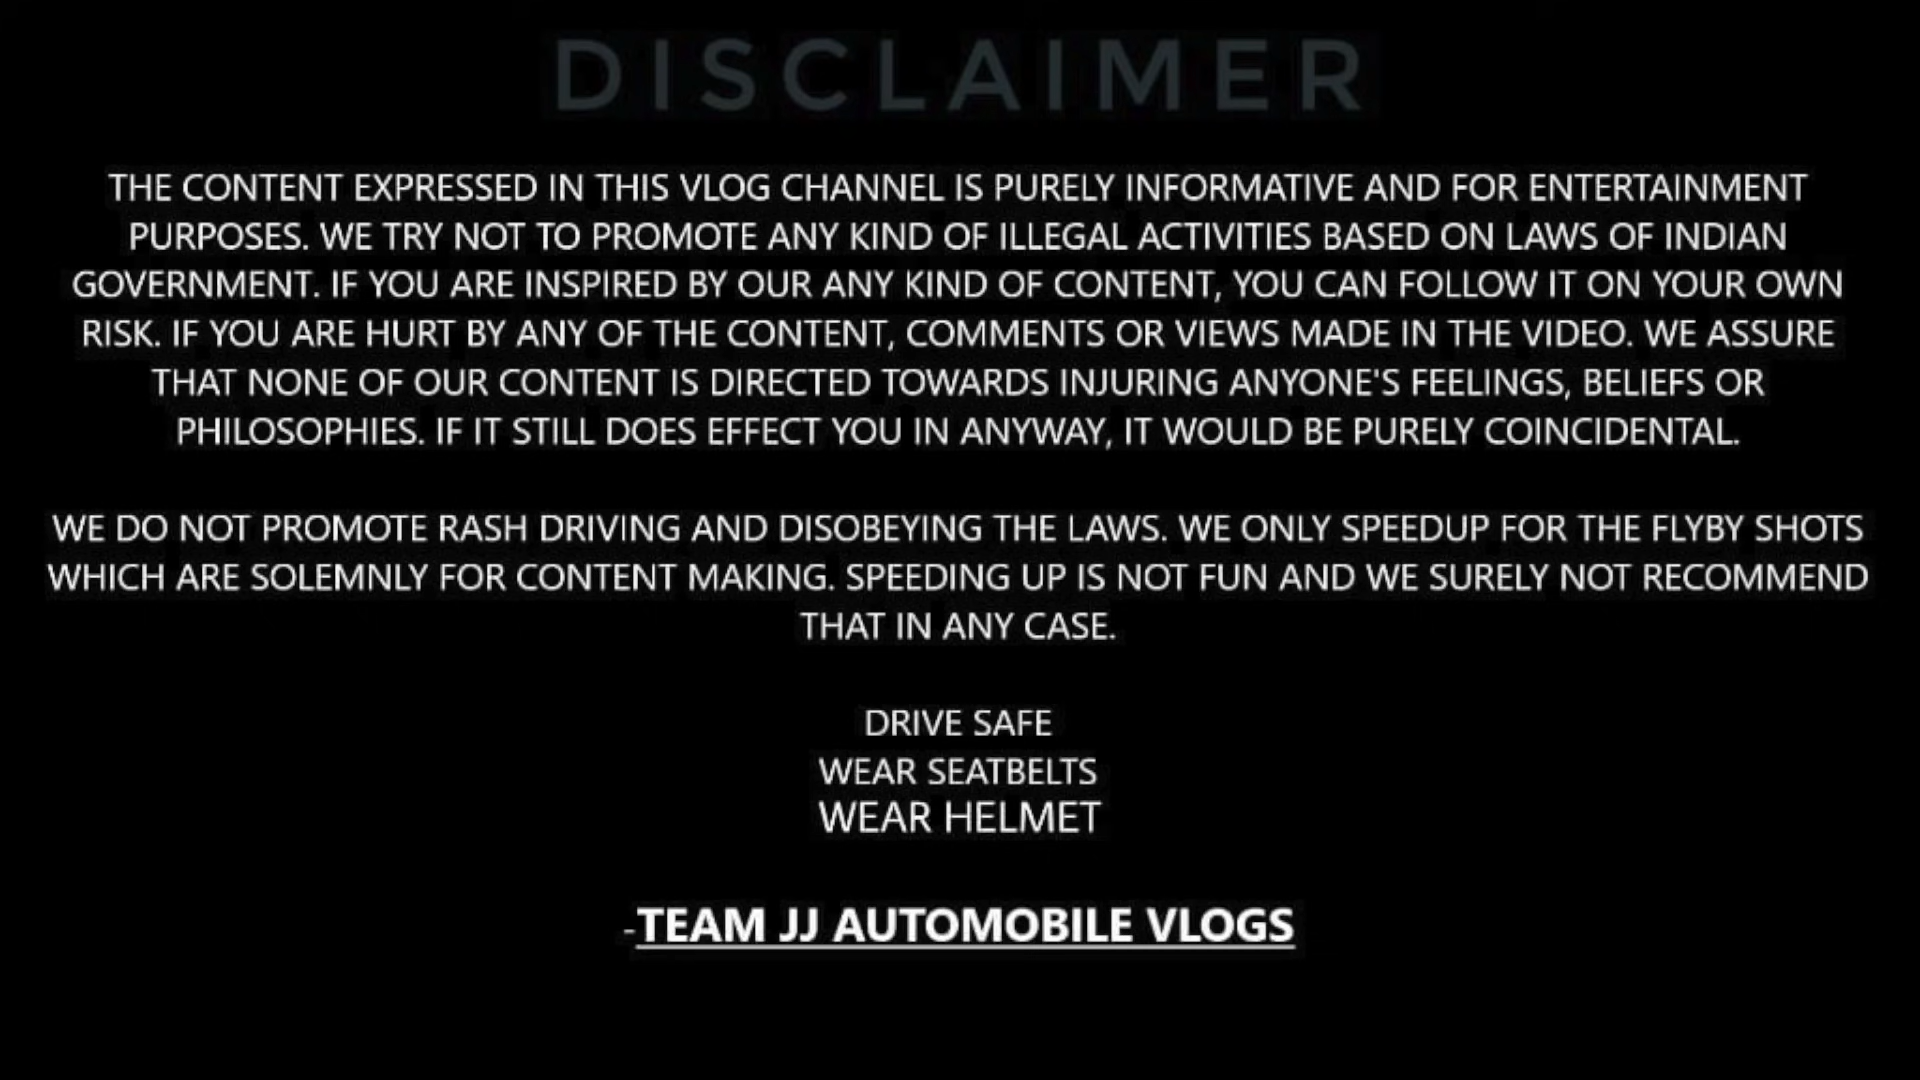 DISCLAIMER
THE CONTENT EXPRESSED IN THIS VLOG CHANNEL IS PURELY INFORMATIVE AND FOR ENTERTAINMENT
PURPOSES. WE TRY NOT TO PROMOTE ANY KIND OF ILLEGAL ACTIVITIES BASED ON LAWS OF INDIAN
GOVERNMENT. IF YOU ARE INSPIRED BY OUR ANY KIND OF CONTENT, YOU CAN FOLLOW IT ON YOUR OWN
RISK. IF YOU ARE HURT BY ANY OF THE CONTENT, COMMENTS OR VIEWS MADE IN THE VIDEO. WE ASSURE
THAT NONE OF OUR CONTENT IS DIRECTED TOWARDS INJURING ANYONE'S FEELINGS, BELIEFS OR
PHILOSOPHIES. IF IT STILL DOES EFFECT YOU IN ANYWAY, IT WOULD BE PURELY COINCIDENTAL.
WE DO NOT PROMOTE RASH DRIVING AND DISOBEYING THE LAWS. WE ONLY SPEEDUP FOR THE FLYBY SHOTS
WHICH ARE SOLEMNLY FOR CONTENT MAKING. SPEEDING UP IS NOT FUN AND WE SURELY NOT RECOMMEND
THAT IN ANY CASE.
DRIVE SAFE
WEAR SEATBELTS
WEAR HELMET
-TEAM JJ AUTOMOBILE VLOGS